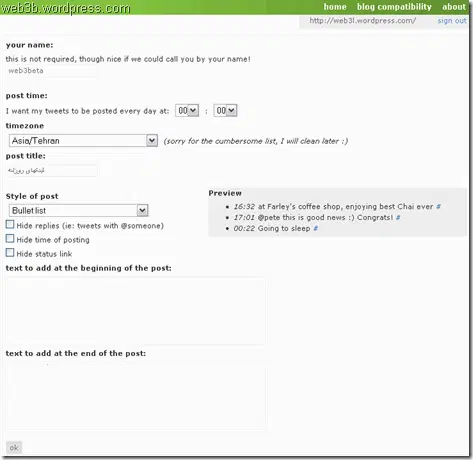 web3b.wordpress.com
home blog compatibility about
http://web3l.wordpress.com/ sign out
your name:
this is not required, though nice if we could call you by your name!
web3beta
post time:
I want my tweets to be posted every day at: 00 : 00
timezone
Asia/Tehran (sorry for the cumbersome list, I will clean later :)
post title:
Style of post
Bullet list
Hide replies (ie: tweets with @someone)
Hide time of posting
Hide status link
Preview
• 16:32 at Farley's coffee shop, enjoying best Chai ever #
• 17:01 @pete this is good news :) Congrats! #
• 00:22 Going to sleep #
text to add at the beginning of the post:
text to add at the end of the post:
ok